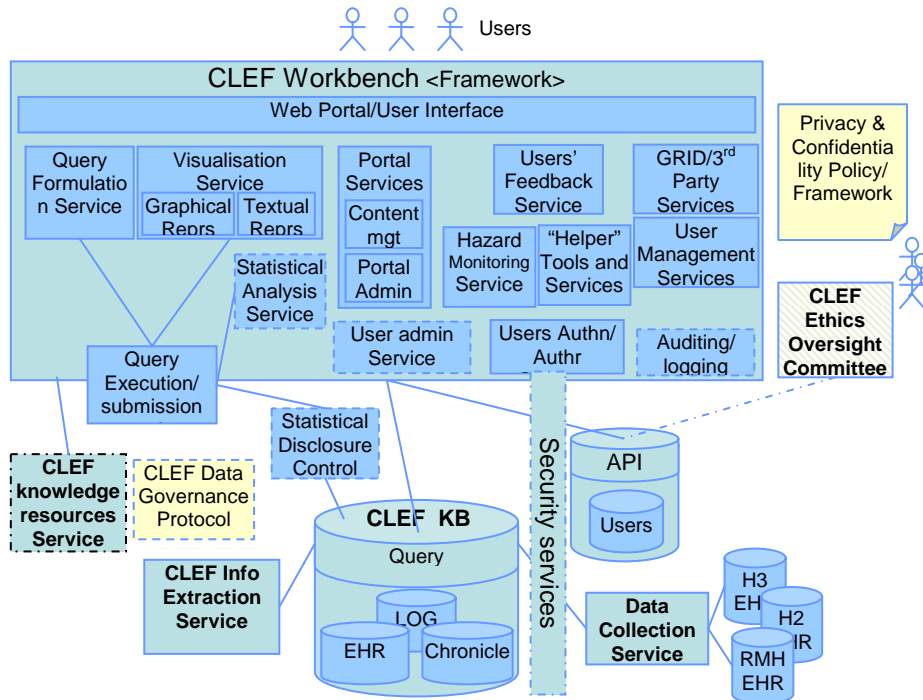 Users
CLEF Workbench <Framework>
Web Portal/User Interface
Query
Formulatio
n Service
Visualisation
Service
Graphical
Reprs
Textual
Reprs
Portal
Services
Content
mgt
Portal
Admin
Users'
Feedback
Service
GRID/3rd
Party
Services
Hazard
Monitoring
Service
“Helper”
Tools and
Services
User
Management
Services
Statistical
Analysis
Service
User admin
Service
Users Authn/
Authr
Auditing/
logging
Query
Execution/
submission
Privacy &
Confidentia
lity Policy/
Framework
CLEF
Ethics
Oversight
Committee
CLEF
knowledge
resources
Service
CLEF Data
Governance
Protocol
Statistical
Disclosure
Control
Security services
API
Users
CLEF KB
Query
LOG
EHR
Chronicle
CLEF Info
Extraction
Service
Data
Collection
Service
H3
H2
RMH
EHR